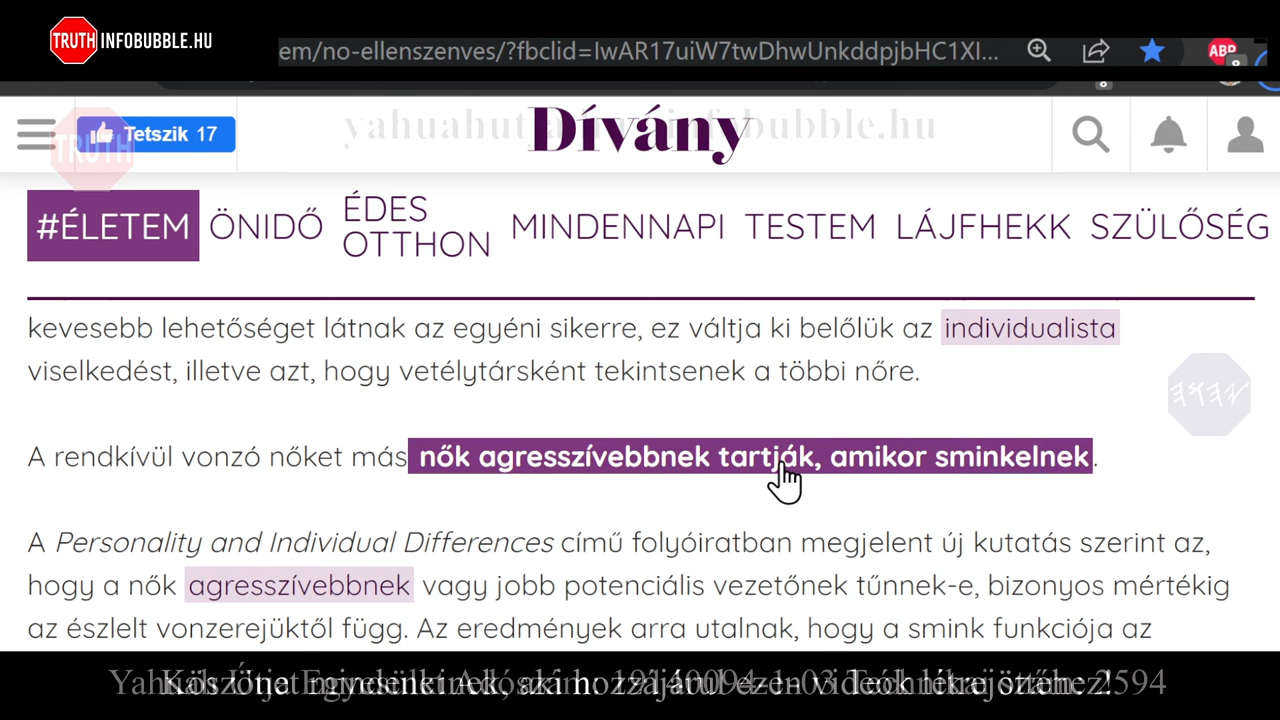 TRUTH INFOBUBBLE.HU
em/no-ellenszenves/?fbclid=IwAR17uiW7twDhwUnkddpjbHC1XI...
ABP
8
8
Tetszik 17
Dívány
TRUTH
#ÉLETEM ÖNIDŐ ÉDES OTTHON MINDENNAPI TESTEM LÁJFHEKK SZÜLŐSÉG
kevesebb lehetőséget látnak az egyéni sikerre, ez váltja ki belőlük az individualista
viselkedést, illetve azt, hogy vetélytársként tekintsenek a többi nőre.
A rendkívül vonzó nőket más nők agresszívebbnek tartják, amikor sminkelnek.
A Personality and Individual Differences című folyóiratban megjelent új kutatás szerint az,
hogy a nők agresszívebbnek vagy jobb potenciális vezetőnek tűnnek-e, bizonyos mértékig
az észlelt vonzerejüktől függ. Az eredmények arra utalnak, hogy a smink funkciója az